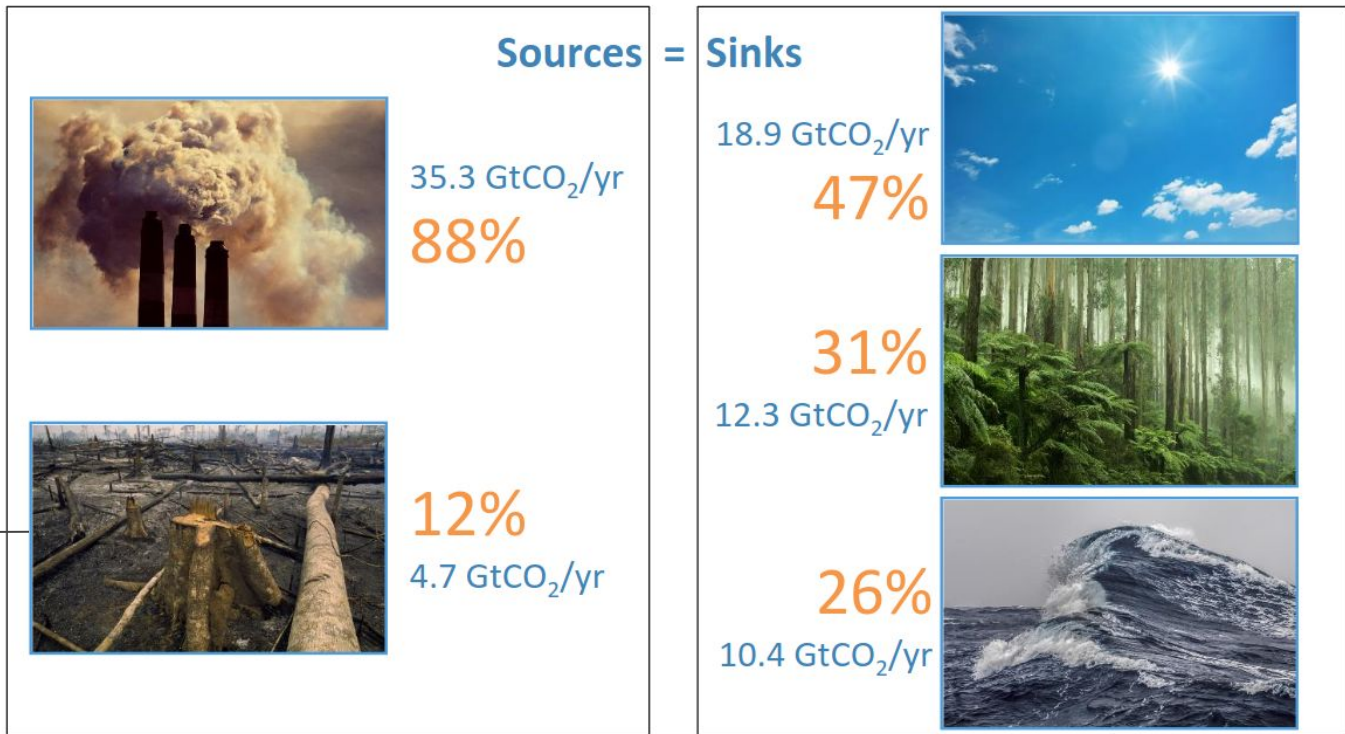 Sources = Sinks
35.3 GtCO₂/yr
88%
12%
4.7 GtCO₂/yr
18.9 GtCO₂/yr
47%
31%
12.3 GtCO₂/yr
26%
10.4 GtCO₂/yr